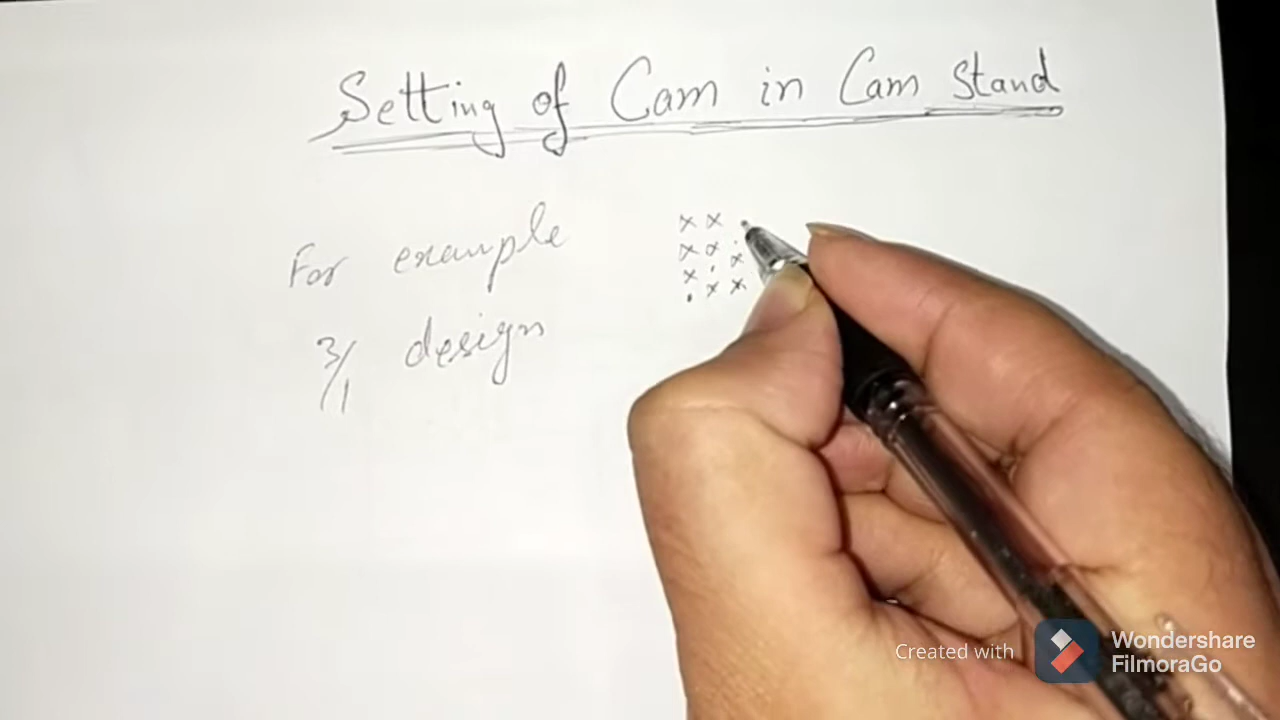 Setting of Cam in Cam Stand
For example
3/1 design
x x
x x .
x . x
. x x
Created with Wondershare FilmoraGo